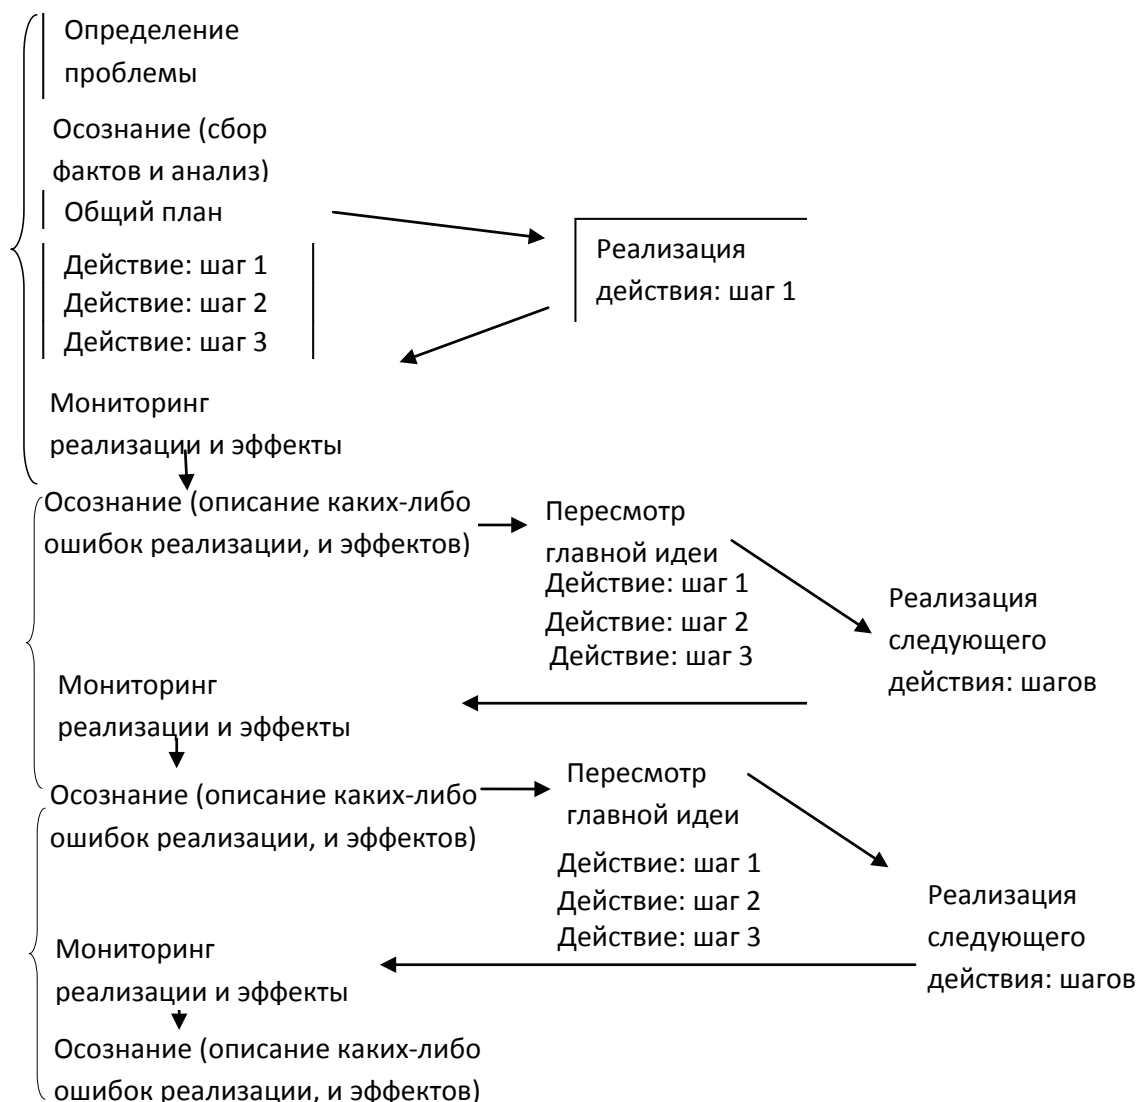 Определение
проблемы
Осознание (сбор
фактов и анализ)
Общий план
Действие: шаг 1
Действие: шаг 2
Действие: шаг 3
Реализация
действия: шаг 1
Мониторинг
реализации и эффекты
Осознание (описание каких-либо
ошибок реализации, и эффектов)
Пересмотр
главной идеи
Действие: шаг 1
Действие: шаг 2
Действие: шаг 3
Реализация
следующего
действия: шагов
Мониторинг
реализации и эффекты
Осознание (описание каких-либо
ошибок реализации, и эффектов)
Пересмотр
главной идеи
Действие: шаг 1
Действие: шаг 2
Действие: шаг 3
Реализация
следующего
действия: шагов
Мониторинг
реализации и эффекты
Осознание (описание каких-либо
ошибок реализации, и эффектов)